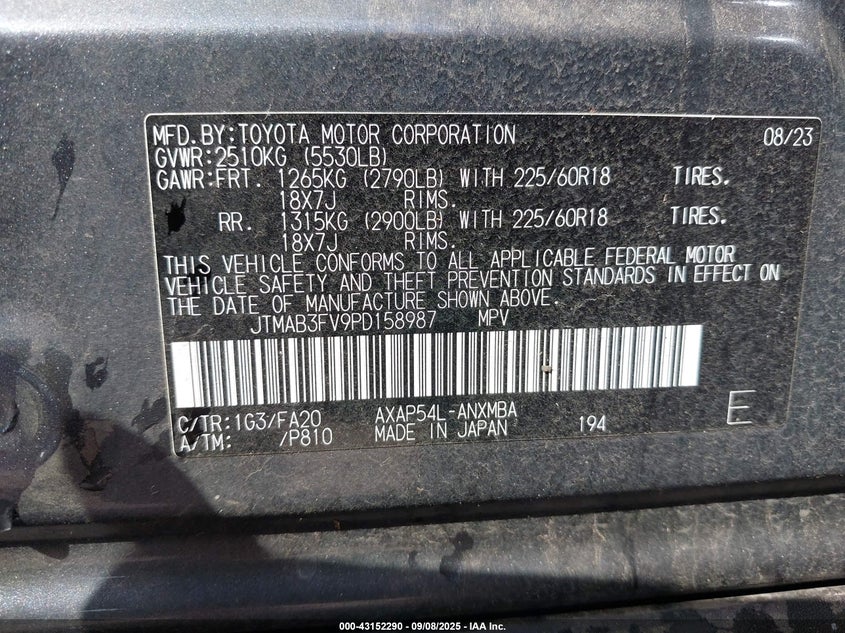 MFD.BY:TOYOTA MOTOR CORPORATION 08/23
GVWR:2510KG (5530LB)
GAWR:FRT. 1265KG (2790LB) WITH 225/60R18 TIRES.
18X7J RIMS.
RR. 1315KG (2900LB) WITH 225/60R18 TIRES.
18X7J RIMS.
THIS VEHICLE CONFORMS TO ALL APPLICABLE FEDERAL MOTOR
VEHICLE SAFETY AND THEFT PREVENTION STANDARDS IN EFFECT ON
THE DATE OF MANUFACTURE SHOWN ABOVE.
JTMAB3FV9PD158987 MPV
C/TR:1G3/FA20 AXAP54L-ANXMBA E
A/TM: /P810 MADE IN JAPAN 194
000-43152290 - 09/08/2025 - IAA Inc.